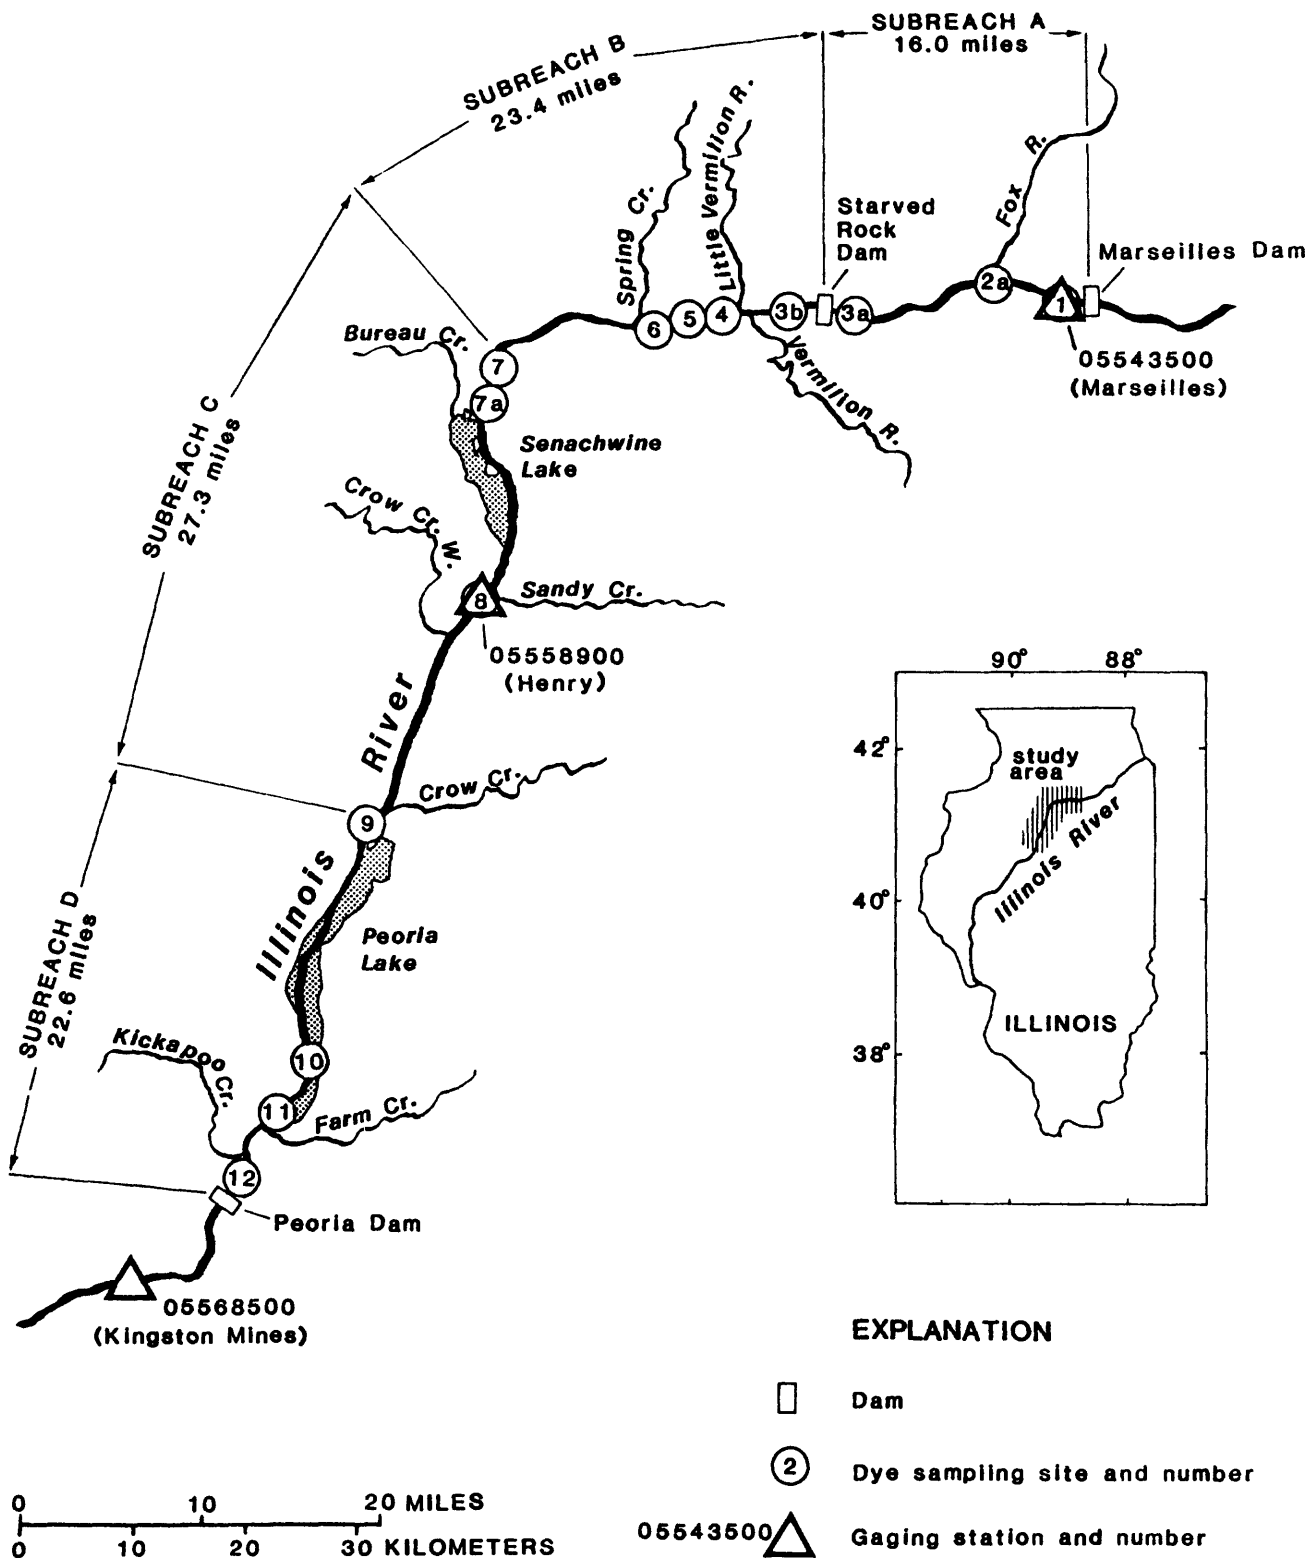 SUBREACH A
16.0 miles
SUBREACH B
23.4 miles
Spring Cr.
Little Vermilion R.
Fox R.
Starved
Rock
Dam
Marseilles Dam
2a
1
3b
3a
4
5
6
Vermilion R.
05543500
(Marseilles)
Bureau Cr.
7
7a
Senachwine
Lake
SUBREACH C
27.3 miles
Crow Cr. W.
8
Sandy Cr.
05558900
(Henry)
Illinois River
Crow Cr.
9
Peoria
Lake
SUBREACH D
22.6 miles
Kickapoo Cr.
10
11
Farm Cr.
12
Peoria Dam
05568500
(Kingston Mines)
90° 88°
42°
40°
38°
study
area
Illinois River
ILLINOIS
EXPLANATION
Dam
2 Dye sampling site and number
05543500 Gaging station and number
0 10 20 MILES
0 10 20 30 KILOMETERS